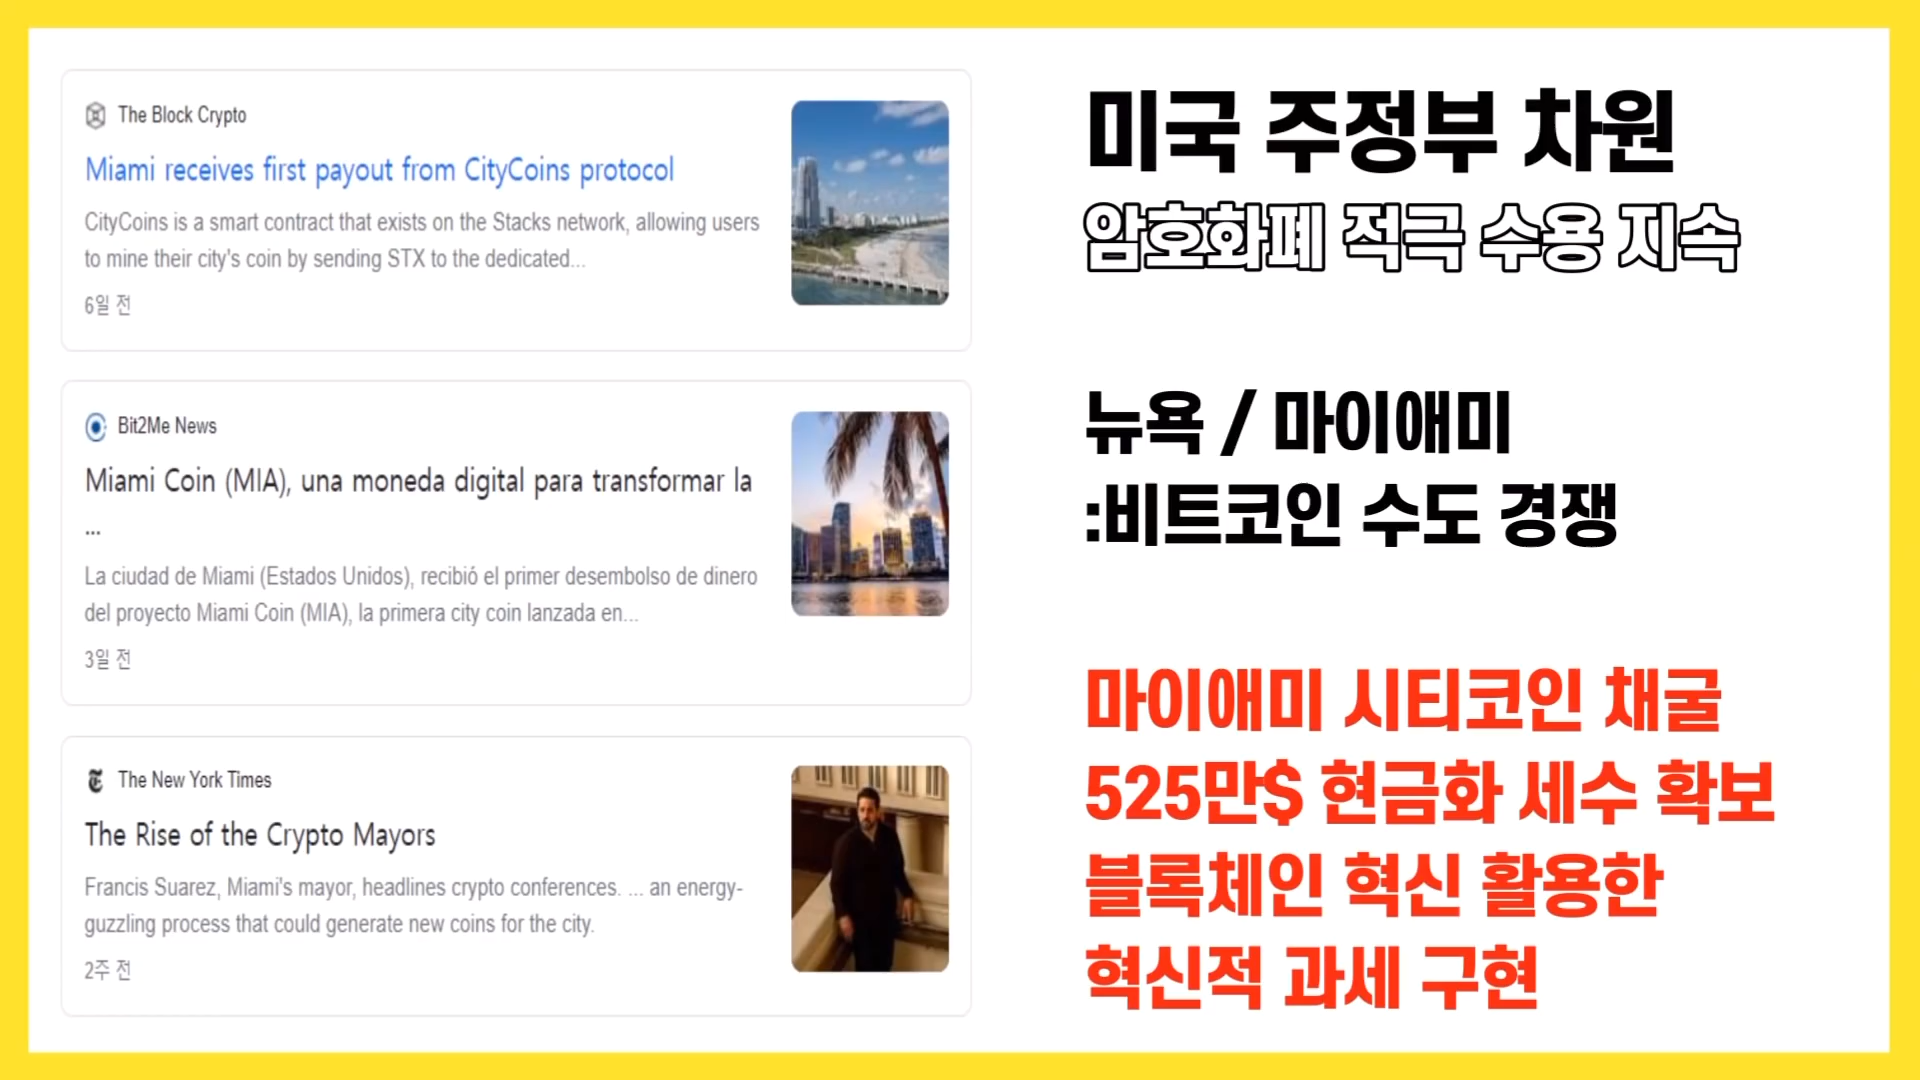 The Block Crypto
Miami receives first payout from CityCoins protocol
CityCoins is a smart contract that exists on the Stacks network, allowing users
to mine their city's coin by sending STX to the dedicated...
6일 전
Bit2Me News
Miami Coin (MIA), una moneda digital para transformar la
...
La ciudad de Miami (Estados Unidos), recibió el primer desembolso de dinero
del proyecto Miami Coin (MIA), la primera city coin lanzada en...
3일 전
The New York Times
The Rise of the Crypto Mayors
Francis Suarez, Miami's mayor, headlines crypto conferences. ... an energy-
guzzling process that could generate new coins for the city.
2주 전
미국 주정부 차원
암호화폐 적극 수용 지속
뉴욕 / 마이애미
:비트코인 수도 경쟁
마이애미 시티코인 채굴
525만$ 현금화 세수 확보
블록체인 혁신 활용한
혁신적 과세 구현